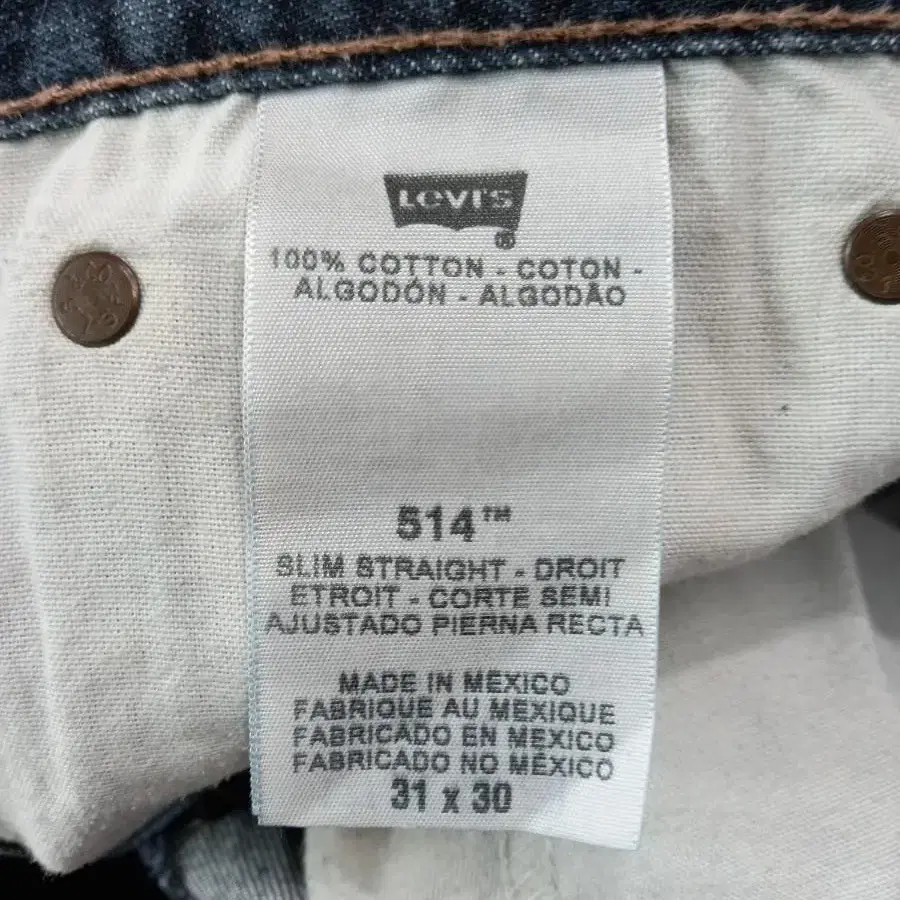 Levi's
®
100% COTTON - COTON -
ALGODÓN - ALGODÃO
514™
SLIM STRAIGHT - DROIT
ETROIT - CORTE SEMI
AJUSTADO PIERNA RECTA
MADE IN MEXICO
FABRIQUE AU MEXIQUE
FABRICADO EN MEXICO
FABRICADO NO MÉXICO
31 x 30